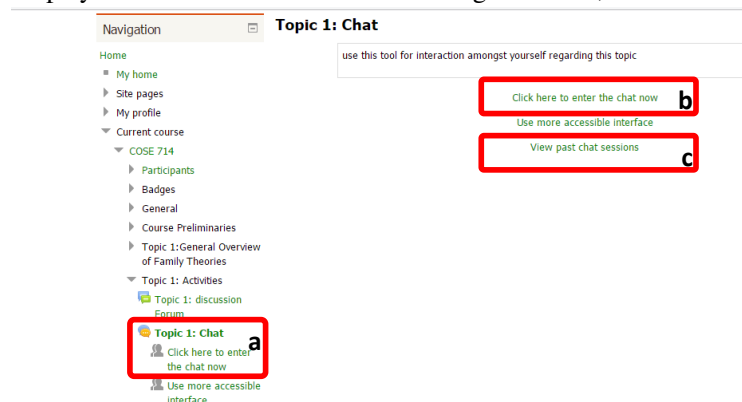 Navigation
Topic 1: Chat
Home
My home
Site pages
My profile
Current course
COSE 714
Participants
Badges
General
Course Preliminaries
Topic 1:General Overview
of Family Theories
Topic 1: Activities
Topic 1: discussion
Forum
Topic 1: Chat
a
Click here to enter
the chat now
Use more accessible
interface
use this tool for interaction amongst yourself regarding this topic
Click here to enter the chat now
b
Use more accessible interface
View past chat sessions
c